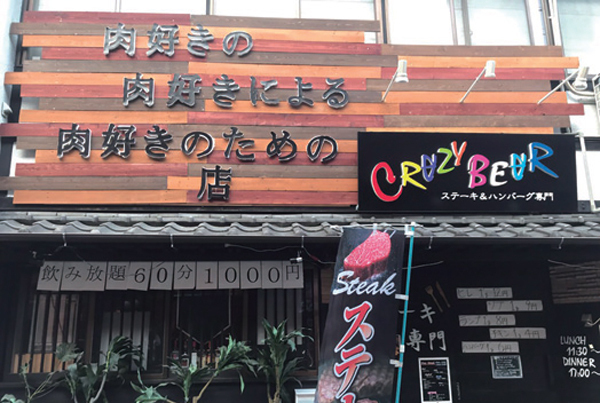 肉好きの
肉好きによる
肉好きのための
店
CRAZY BEAR
ステーキ&ハンバーグ専門
飲み放題60分1000円
Steak
ステ
専門
LUNCH
11:30
DINNER
17:00